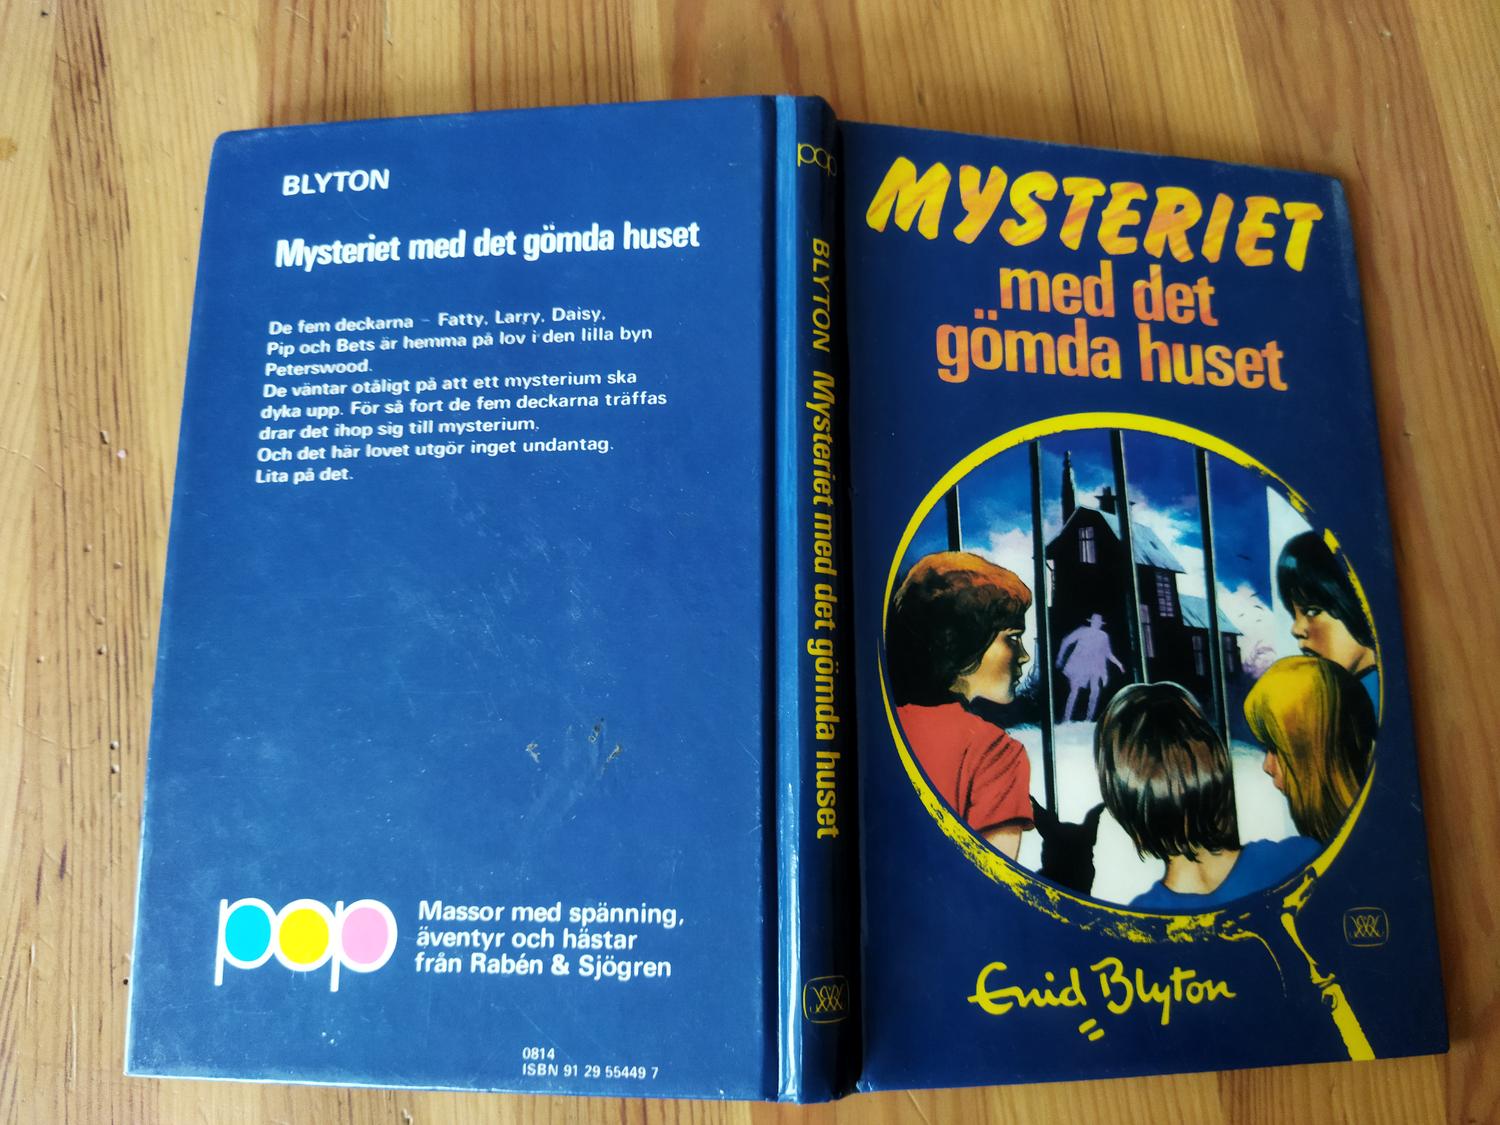 BLYTON
Mysteriet med det gömda huset
De fem deckarna – Fatty, Larry, Daisy,
Pip och Bets är hemma på lov i den lilla byn
Peterswood.
De väntar otåligt på att ett mysterium ska
dyka upp. För så fort de fem deckarna träffas
drar det ihop sig till mysterium.
Och det här lovet utgör inget undantag.
Lita på det.
pop
Massor med spänning,
äventyr och hästar
från Rabén & Sjögren
0814
ISBN 91 29 55449 7
pop
BLYTON Mysteriet med det gömda huset
MYSTERIET
med det
gömda huset
Enid Blyton